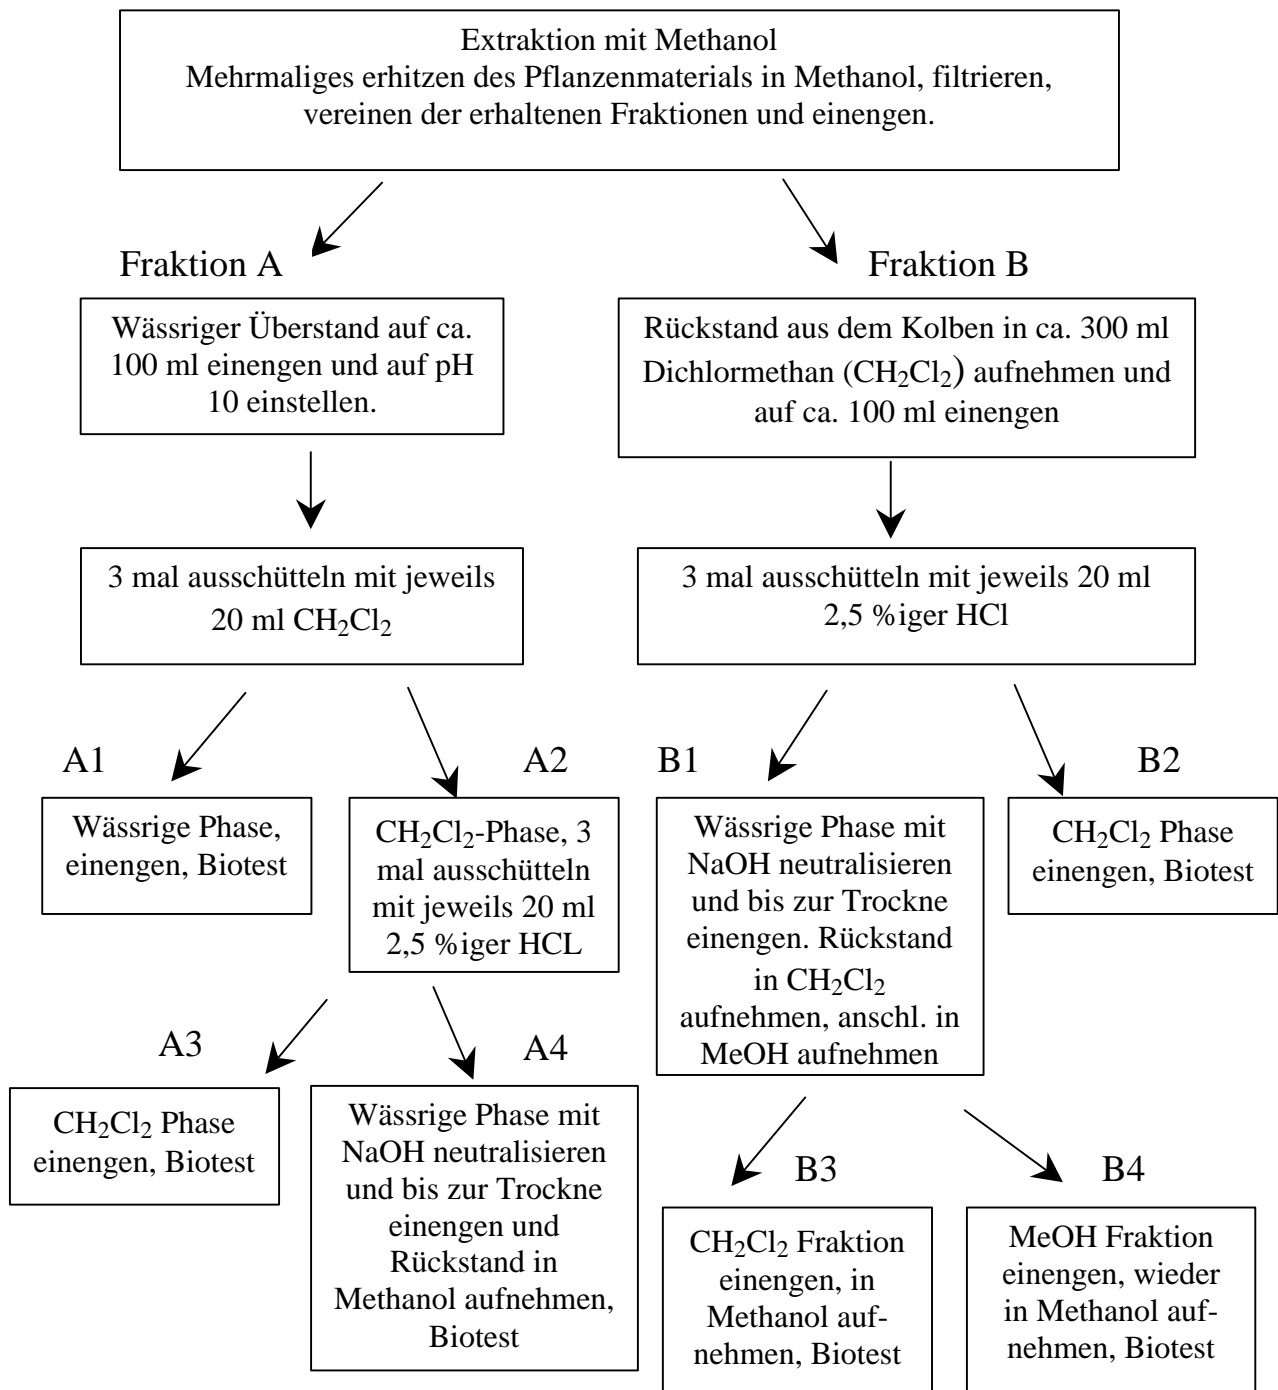 Extraktion mit Methanol
Mehrmaliges erhitzen des Pflanzenmaterials in Methanol, filtrieren,
vereinen der erhaltenen Fraktionen und einengen.
Fraktion A
Wässriger Überstand auf ca.
100 ml einengen und auf pH
10 einstellen.
3 mal ausschütteln mit jeweils
20 ml CH₂Cl₂
Fraktion B
Rückstand aus dem Kolben in ca. 300 ml
Dichlormethan (CH₂Cl₂) aufnehmen und
auf ca. 100 ml einengen
3 mal ausschütteln mit jeweils 20 ml
2,5 %iger HCl
A1
Wässrige Phase,
einengen, Biotest
A2
CH₂Cl₂-Phase, 3
mal ausschütteln
mit jeweils 20 ml
2,5 %iger HCL
B1
Wässrige Phase mit
NaOH neutralisieren
und bis zur Trockne
einengen. Rückstand
in CH₂Cl₂
aufnehmen, anschl. in
MeOH aufnehmen
B2
CH₂Cl₂ Phase
einengen, Biotest
A3
CH₂Cl₂ Phase
einengen, Biotest
A4
Wässrige Phase mit
NaOH neutralisieren
und bis zur Trockne
einengen und
Rückstand in
Methanol aufnehmen,
Biotest
B3
CH₂Cl₂ Fraktion
einengen, in
Methanol auf-
nehmen, Biotest
B4
MeOH Fraktion
einengen, wieder
in Methanol auf-
nehmen, Biotest